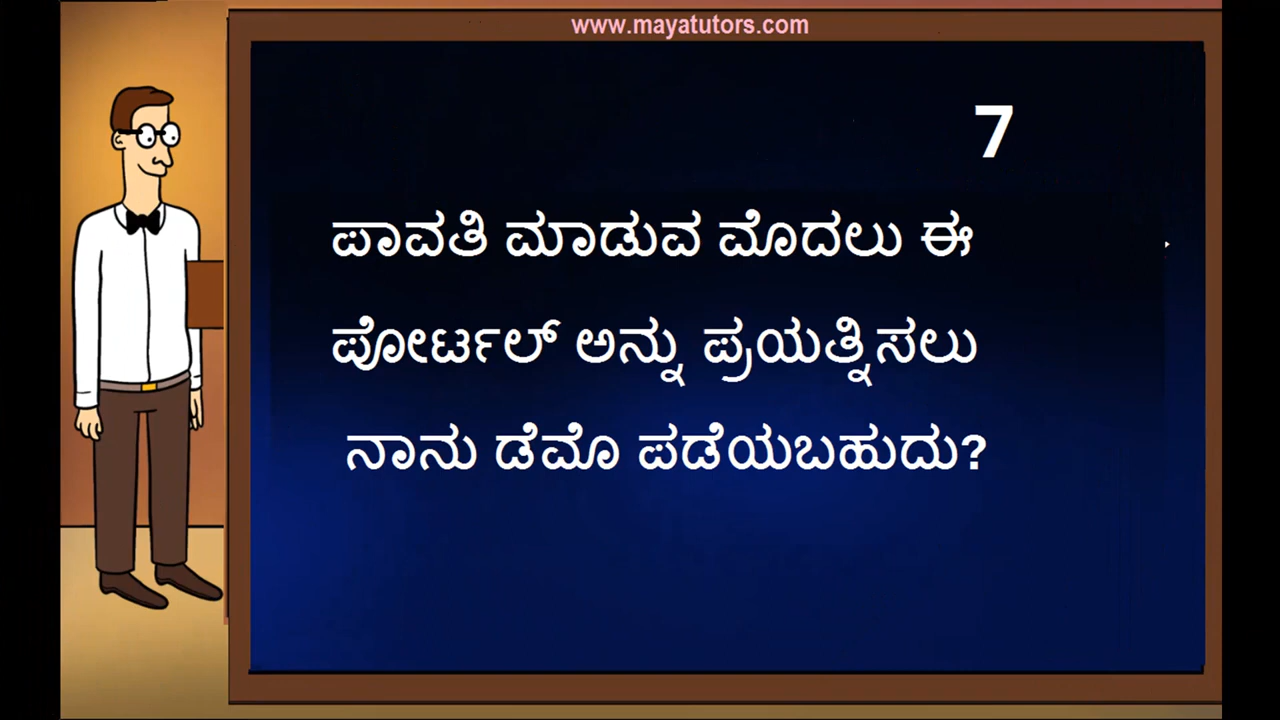 www.mayatutors.com
7
ಪಾವತಿ ಮಾಡುವ ಮೊದಲು ಈ
ಪೋರ್ಟಲ್ ಅನ್ನು ಪ್ರಯತ್ನಿಸಲು
ನಾನು ಡೆಮೊ ಪಡೆಯಬಹುದು?